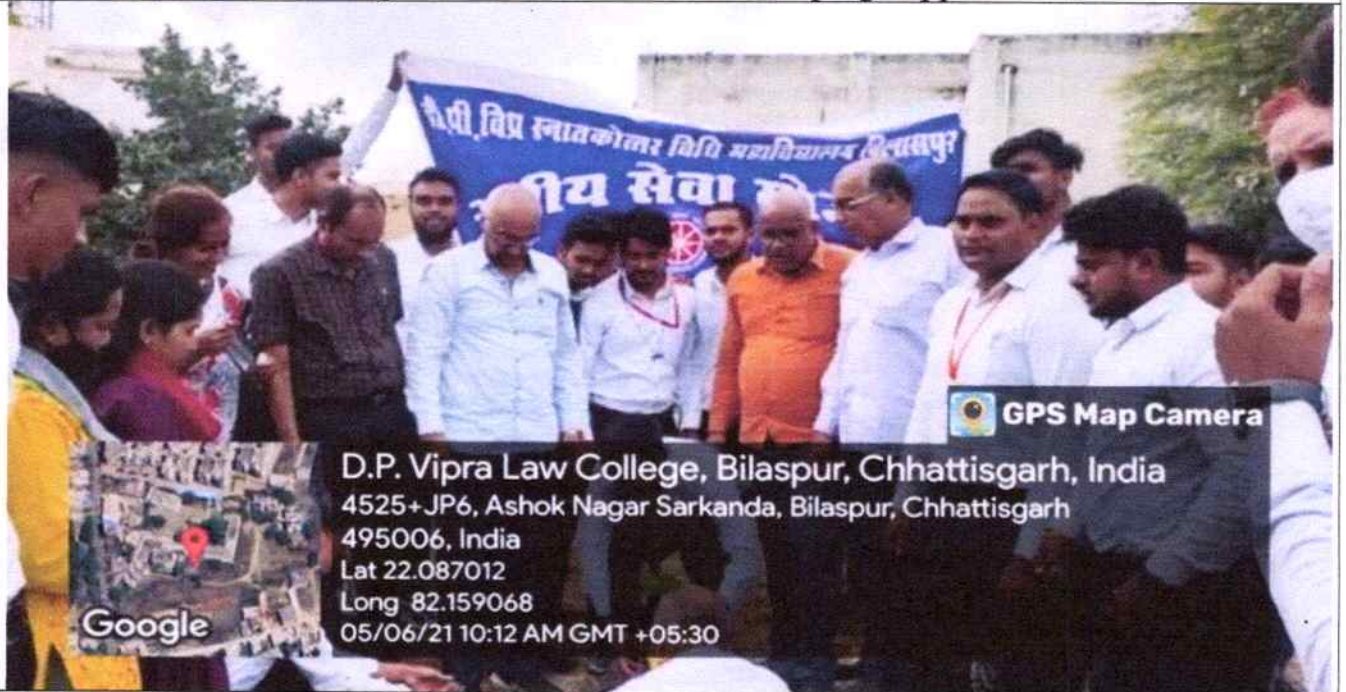 डी.पी.विप्र स्नातकोत्तर विधि महाविद्यालय बिलासपुर
सेवा
GPS Map Camera
D.P. Vipra Law College, Bilaspur, Chhattisgarh, India
4525+JP6, Ashok Nagar Sarkanda, Bilaspur, Chhattisgarh
495006, India
Lat 22.087012
Long 82.159068
05/06/21 10:12 AM GMT +05:30
Google